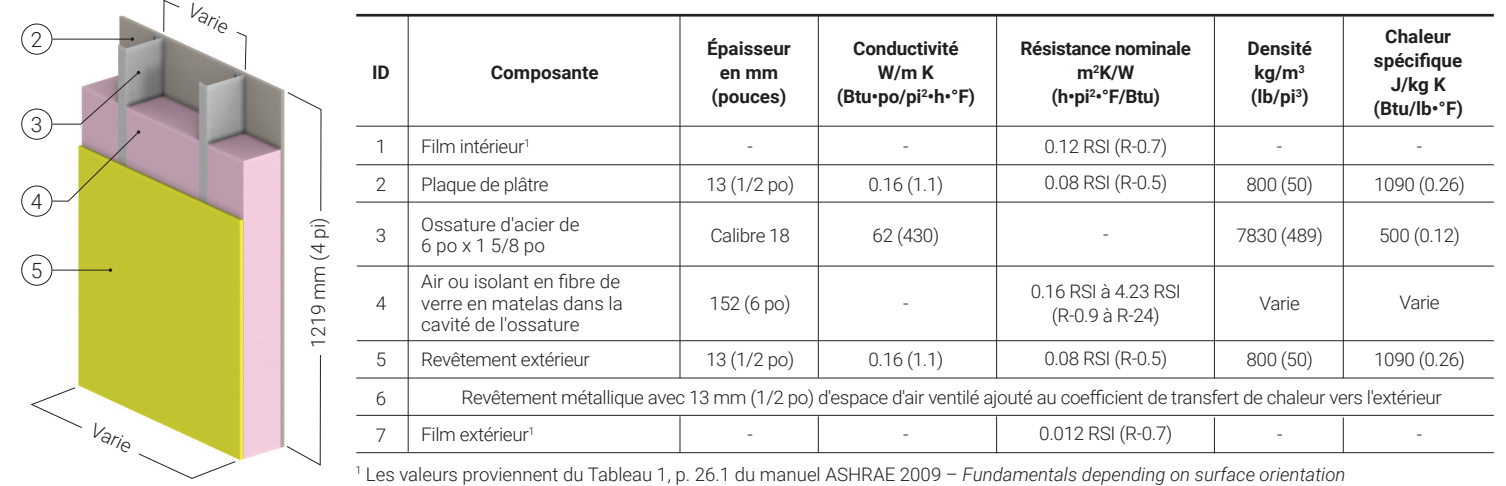 Varie
2
3
4
5
1219 mm (4 pi)
Varie
ID
Composante
Épaisseur
en mm
(pouces)
Conductivité
W/m K
(Btu•po/pi²•h•°F)
Résistance nominale
m²K/W
(h•pi²•°F/Btu)
Densité
kg/m³
(lb/pi³)
Chaleur
spécifique
J/kg K
(Btu/lb•°F)
1 Film intérieur¹ - - 0.12 RSI (R-0.7) - -
2 Plaque de plâtre 13 (1/2 po) 0.16 (1.1) 0.08 RSI (R-0.5) 800 (50) 1090 (0.26)
3 Ossature d'acier de
6 po x 1 5/8 po
Calibre 18 62 (430) - 7830 (489) 500 (0.12)
4 Air ou isolant en fibre de
verre en matelas dans la
cavité de l'ossature
152 (6 po) -
0.16 RSI à 4.23 RSI
(R-0.9 à R-24)
Varie Varie
5 Revêtement extérieur 13 (1/2 po) 0.16 (1.1) 0.08 RSI (R-0.5) 800 (50) 1090 (0.26)
6 Revêtement métallique avec 13 mm (1/2 po) d'espace d'air ventilé ajouté au coefficient de transfert de chaleur vers l'extérieur
7 Film extérieur¹ - - 0.012 RSI (R-0.7) - -
¹ Les valeurs proviennent du Tableau 1, p. 26.1 du manuel ASHRAE 2009 – Fundamentals depending on surface orientation